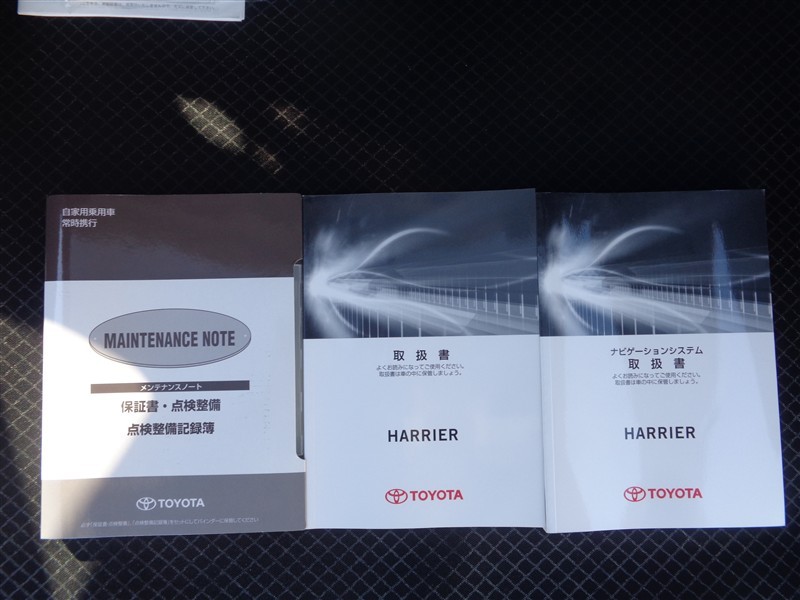 自家用乗用車
常時携行
MAINTENANCE NOTE
メンテナンスノート
保証書・点検整備
点検整備記録簿
TOYOTA
取扱書
よくお読みになってご使用ください。
取扱書は車の中に保管しましょう。
HARRIER
TOYOTA
ナビゲーションシステム
取扱書
よくお読みになってご使用ください。
取扱書は車の中に保管しましょう。
HARRIER
TOYOTA